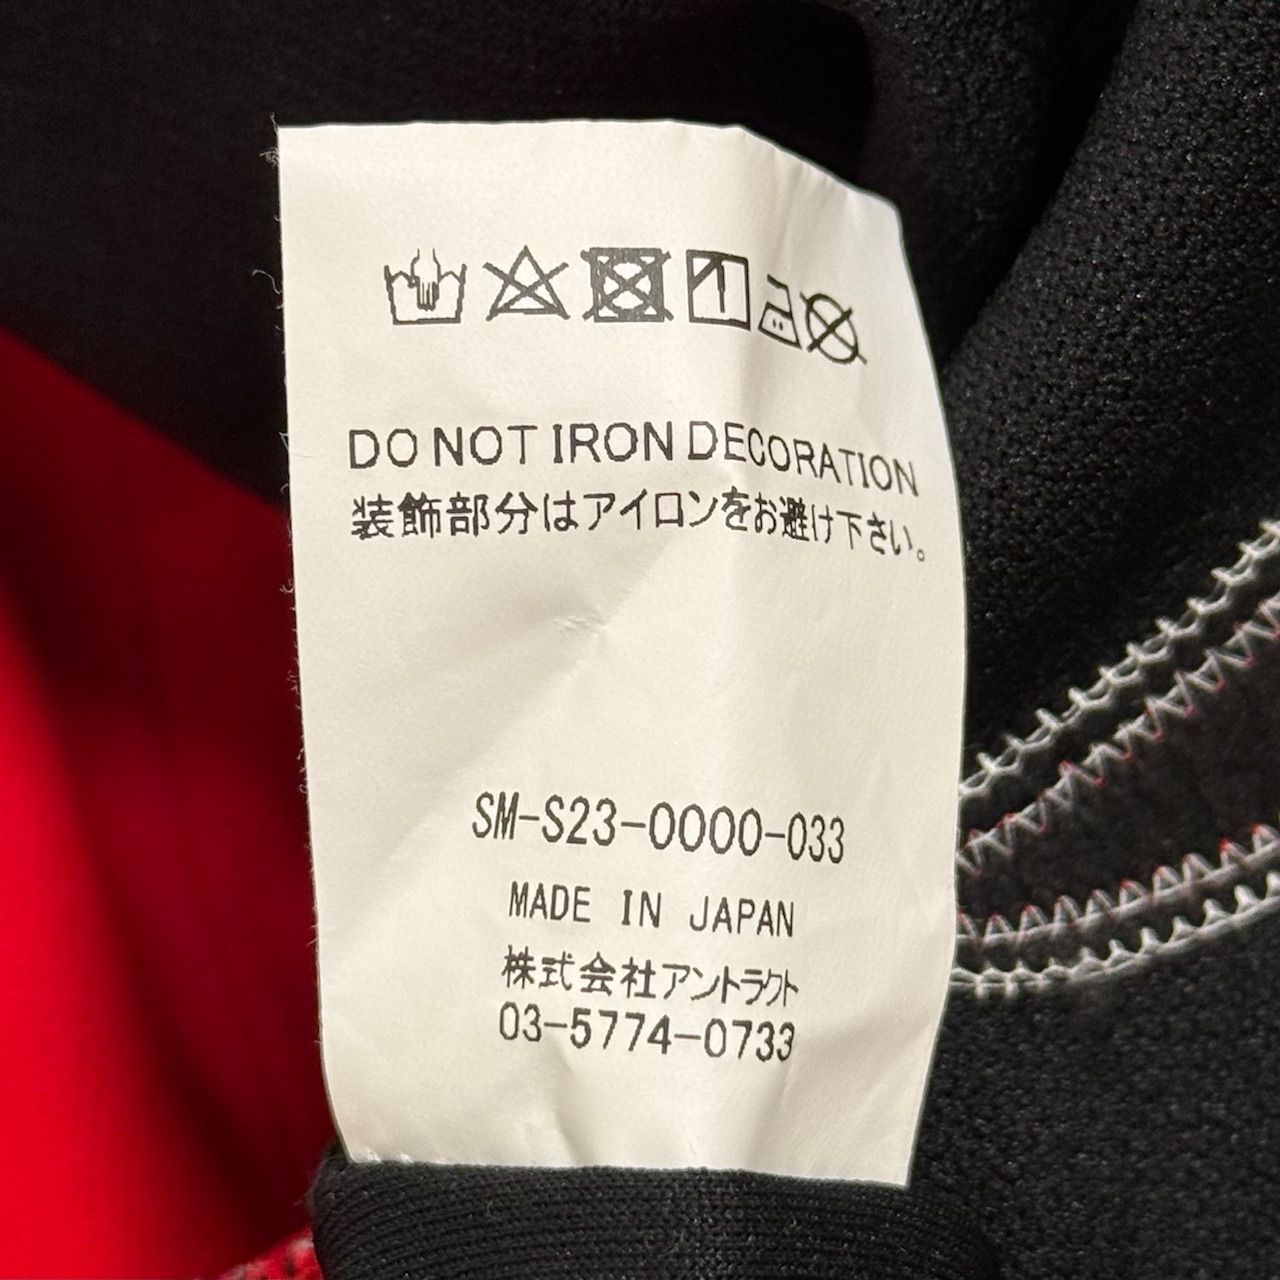 DO NOT IRON DECORATION
装飾部分はアイロンをお避け下さい。
SM-S23-0000-033
MADE IN JAPAN
株式会社アントラクト
03-5774-0733